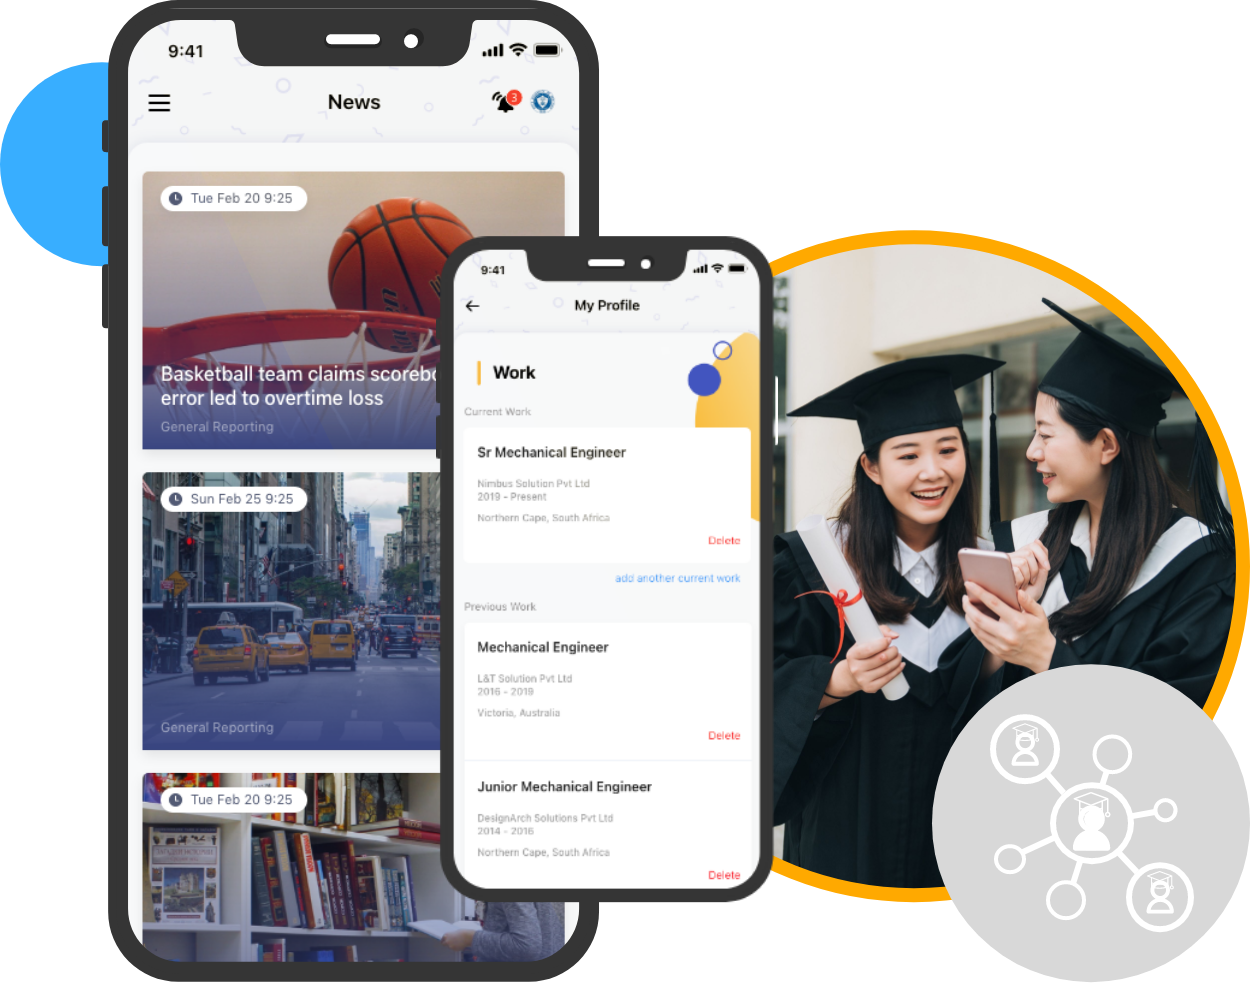 9:41
News
3
Tue Feb 20 9:25
Basketball team claims
error led to overtime loss
General Reporting
Sun Feb 25 9:25
General Reporting
Tue Feb 20 9:25
9:41
My Profile
Work
Current Work
Sr Mechanical Engineer
Nimbus Solution Pvt Ltd
2019 - Present
Northern Cape, South Africa
Delete
add another current work
Previous Work
Mechanical Engineer
L&T Solution Pvt Ltd
2016 - 2019
Victoria, Australia
Delete
Junior Mechanical Engineer
DesignArch Solutions Pvt Ltd
2014 - 2016
Northern Cape, South Africa
Delete